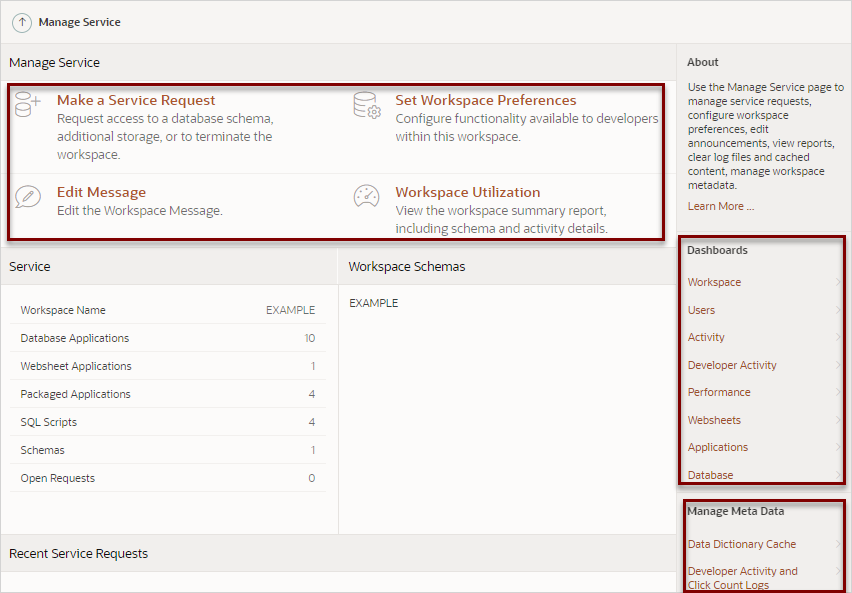 Manage Service
Manage Service
Make a Service Request
Request access to a database schema,
additional storage, or to terminate the
workspace.
Set Workspace Preferences
Configure functionality available to developers
within this workspace.
Edit Message
Edit the Workspace Message.
Workspace Utilization
View the workspace summary report,
including schema and activity details.
Service
Workspace Name EXAMPLE
Database Applications 10
Websheet Applications 1
Packaged Applications 4
SQL Scripts 4
Schemas 1
Open Requests 0
Workspace Schemas
EXAMPLE
Recent Service Requests
About
Use the Manage Service page to
manage service requests,
configure workspace
preferences, edit
announcements, view reports,
clear log files and cached
content, manage workspace
metadata.
Learn More ...
Dashboards
Workspace
Users
Activity
Developer Activity
Performance
Websheets
Applications
Database
Manage Meta Data
Data Dictionary Cache
Developer Activity and
Click Count Logs